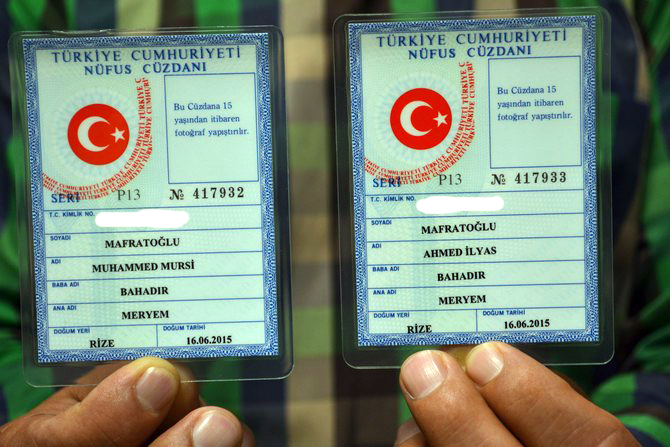 TÜRKİYE CUMHURİYETİ
NÜFUS CÜZDANI
Bu Cüzdana 15
yaşından itibaren
fotoğraf yapıştırılır.
SERİ P13 № 417932
T.C. KİMLİK NO.
SOYADI
MAFRATOĞLU
ADI
MUHAMMED MURSİ
BABA ADI
BAHADIR
ANA ADI
MERYEM
DOĞUM YERİ DOĞUM TARİHİ
RİZE 16.06.2015
TÜRKİYE CUMHURİYETİ
NÜFUS CÜZDANI
Bu Cüzdana 15
yaşından itibaren
fotoğraf yapıştırılır.
SERİ P13 № 417933
T.C. KİMLİK NO.
SOYADI
MAFRATOĞLU
ADI
AHMED İLYAS
BABA ADI
BAHADIR
ANA ADI
MERYEM
DOĞUM YERİ DOĞUM TARİHİ
RİZE 16.06.2015